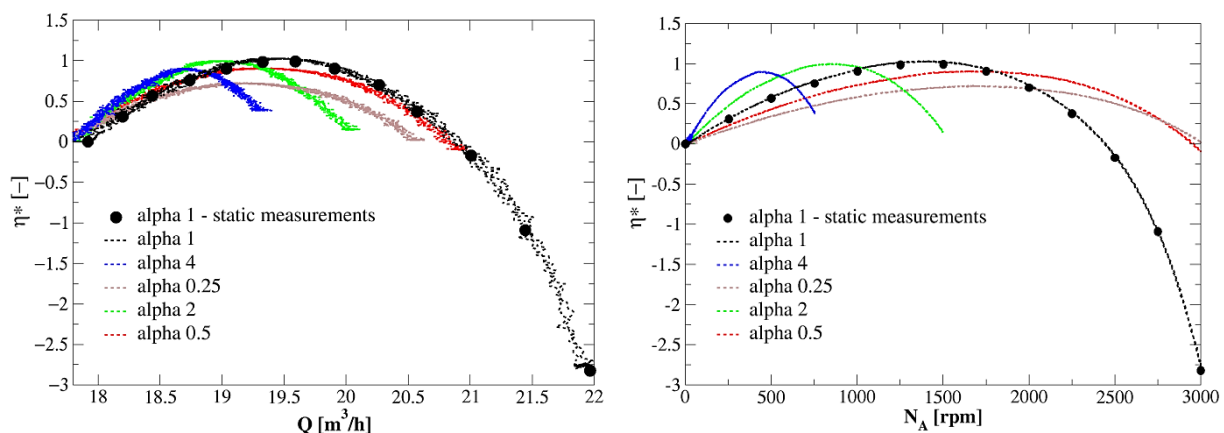 1.5
1
0.5
0
−0.5
−1
−1.5
−2
−2.5
−3
η* [−]
alpha 1 - static measurements
alpha 1
alpha 4
alpha 0.25
alpha 2
alpha 0.5
18 18.5 19 19.5 20 20.5 21 21.5 22
Q [m³/h]
1.5
1
0.5
0
-0.5
-1
-1.5
-2
-2.5
-3
η* [−]
alpha 1 - static measurements
alpha 1
alpha 4
alpha 0.25
alpha 2
alpha 0.5
0 500 1000 1500 2000 2500 3000
N_A [rpm]